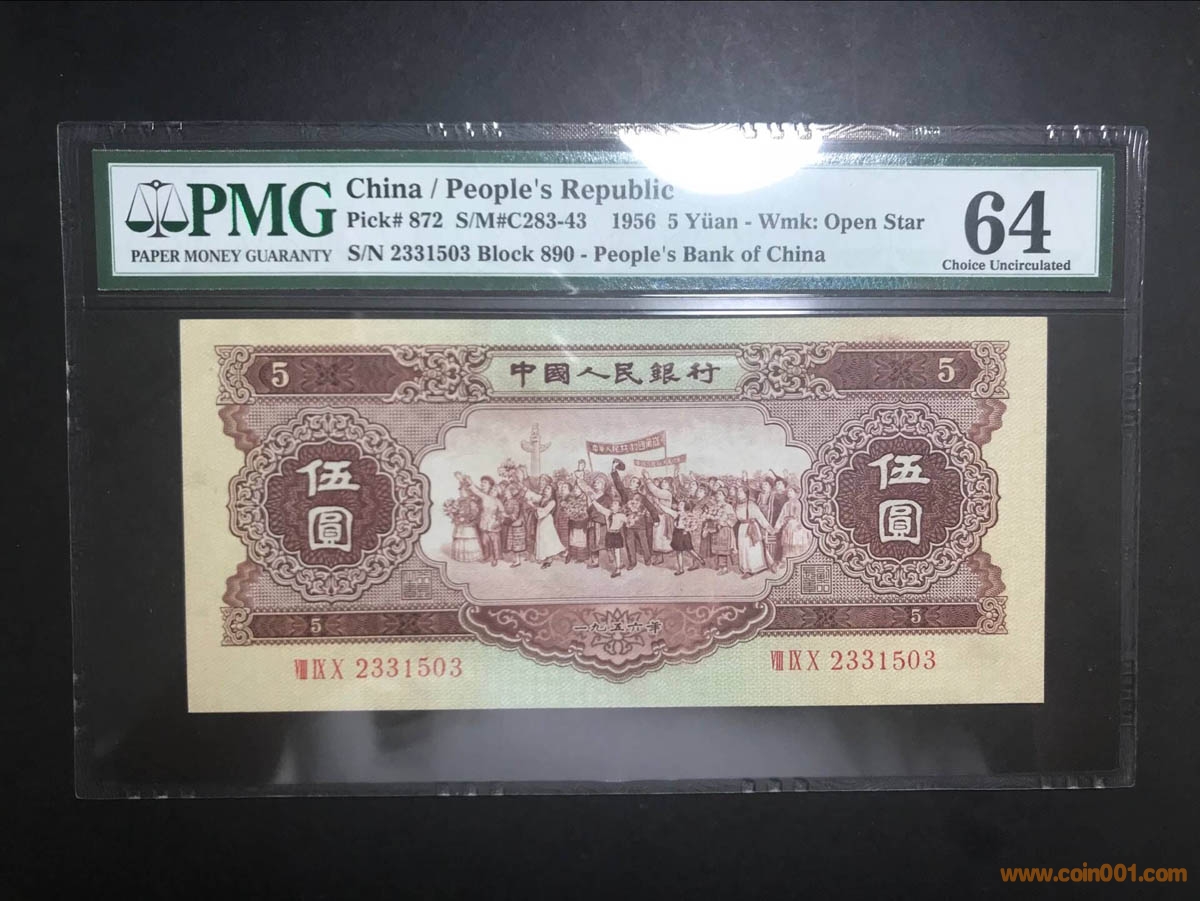 PMG
PAPER MONEY GUARANTY
China / People's Republic
Pick# 872 S/M#C283-43 1956 5 Yüan - Wmk: Open Star
S/N 2331503 Block 890 - People's Bank of China
64
Choice Uncirculated
5 中國人民銀行 5
伍圓 伍圓
5 一九五六年 5
VIII IX X 2331503 VIII IX X 2331503
www.coin001.com